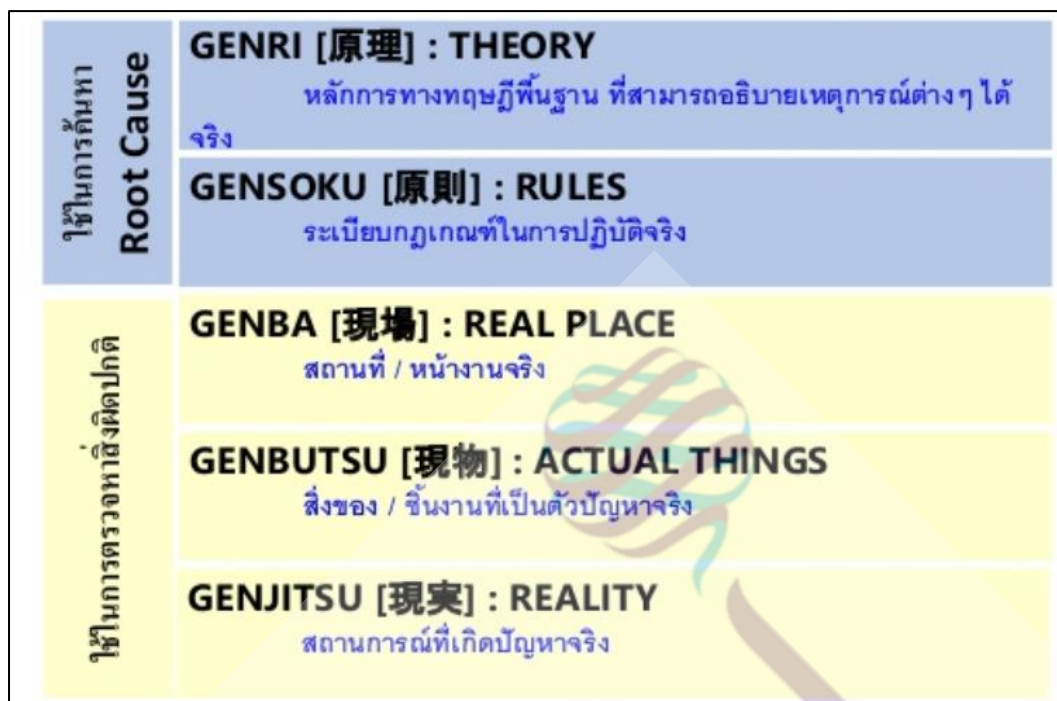 ใช้ในการค้นหา
Root Cause
GENRI [原理] : THEORY
หลักการทางทฤษฎีพื้นฐาน ที่สามารถอธิบายเหตุการณ์ต่างๆ ได้
จริง
GENSOKU [原則] : RULES
ระเบียบกฎเกณฑ์ในการปฏิบัติจริง
ใช้ในการตรวจหาสิ่งผิดปกติ
GENBA [現場] : REAL PLACE
สถานที่ / หน้างานจริง
GENBUTSU [現物] : ACTUAL THINGS
สิ่งของ / ชิ้นงานที่เป็นตัวปัญหาจริง
GENJITSU [現実] : REALITY
สถานการณ์ที่เกิดปัญหาจริง